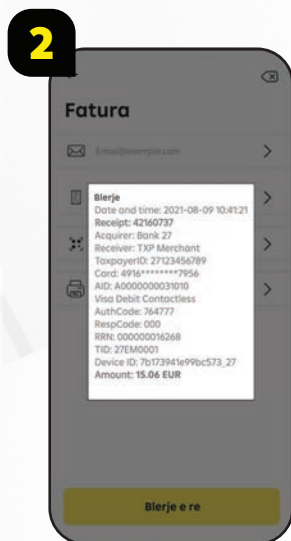 2
Fatura
Email@example.com
Blerje
Date and time: 2021-08-09 10:41:21
Receipt: 42160737
Acquirer: Bank 27
Receiver: TXP Merchant
TaxpayerID: 27123456789
Card: 4916********7956
AID: A0000000031010
Visa Debit Contactless
AuthCode: 764777
RespCode: 000
RRN: 000000016268
TID: 27EM0001
Device ID: 7b173941e99bc573_27
Amount: 15.06 EUR
Blerje e re